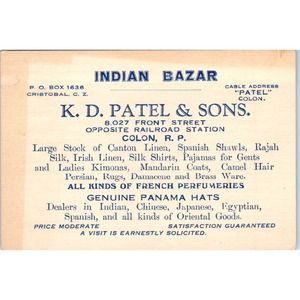 INDIAN BAZAR
P. O. BOX 1636
CRISTOBAL, C. Z.
CABLE ADDRESS
"PATEL"
COLON.
K. D. PATEL & SONS.
8.027 FRONT STREET
OPPOSITE RAILROAD STATION
COLON, R. P.
Large Stock of Canton Linen, Spanish Shawls, Rajah
Silk, Irish Linen, Silk Shirts, Pajamas for Gents
and Ladies Kimonas, Mandarin Coats, Camel Hair
Persian, Rugs, Damascene and Brass Ware.
ALL KINDS OF FRENCH PERFUMERIES
GENUINE PANAMA HATS
Dealers in Indian, Chinese, Japanese, Egyptian,
Spanish, and all kinds of Oriental Goods.
PRICE MODERATE SATISFACTION GUARANTEED
A VISIT IS EARNESTLY SOLICITED.